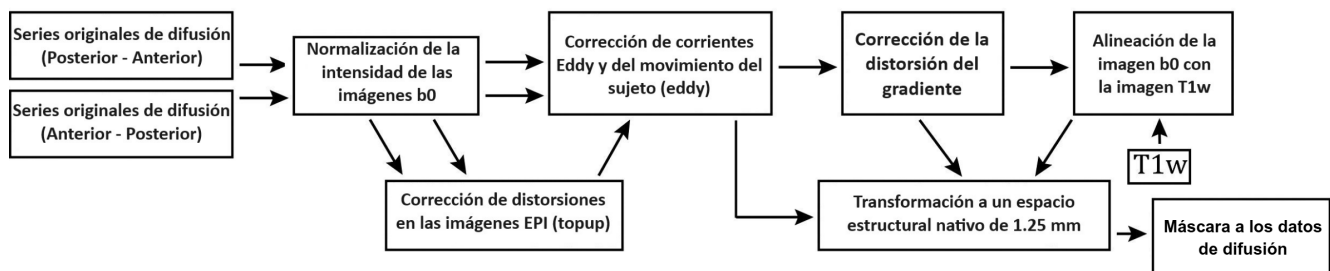 Series originales de difusión
(Posterior - Anterior)
Series originales de difusión
(Anterior - Posterior)
Normalización de la
intensidad de las
imágenes b0
Corrección de distorsiones
en las imágenes EPI (topup)
Corrección de corrientes
Eddy y del movimiento del
sujeto (eddy)
Corrección de la
distorsión del
gradiente
Alineación de la
imagen b0 con
la imagen T1w
T1w
Transformación a un espacio
estructural nativo de 1.25 mm
Máscara a los datos
de difusión